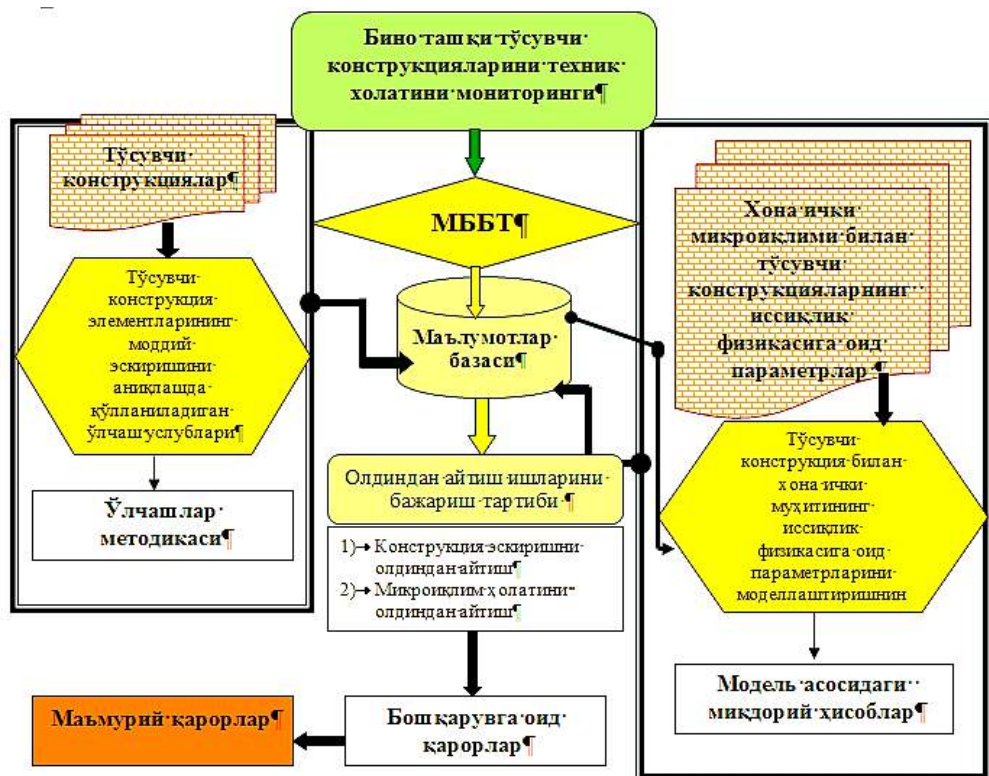 Бино ташқи тўсувчи
конструкцияларини техник
холатини мониторинги¶
Тўсувчи
конструциялар¶
Тўсувчи
конструкция
элементларининг
моддий
эскиришини
аниқлашда
қўлланиладиган
ўлчаш услублари¶
Ўлчашлар
методикаси¶
МББТ¶
Маълумотлар
базаси¶
Олдиндан айтиш ишларини
бажариш тартиби ¶
1)→ Конструкция эскиришни
олдиндан айтиш¶
2)→ Микроиқлим ҳолатини
олдиндан айтиш¶
Бошқарувга оид
қарорлар¶
Маъмурий қарорлар¶
Хона ички
микроиқлими билан
тўсувчи
конструкцияларнинг
иссиқлик
физикасига оид
параметрлар ¶
Тўсувчи
конструкция билан
хона ички
муҳитининг
иссиқлик
физикасига оид
параметрларини
моделлаштиришнин
Модель асосидаги
миқдорий ҳисоблар¶